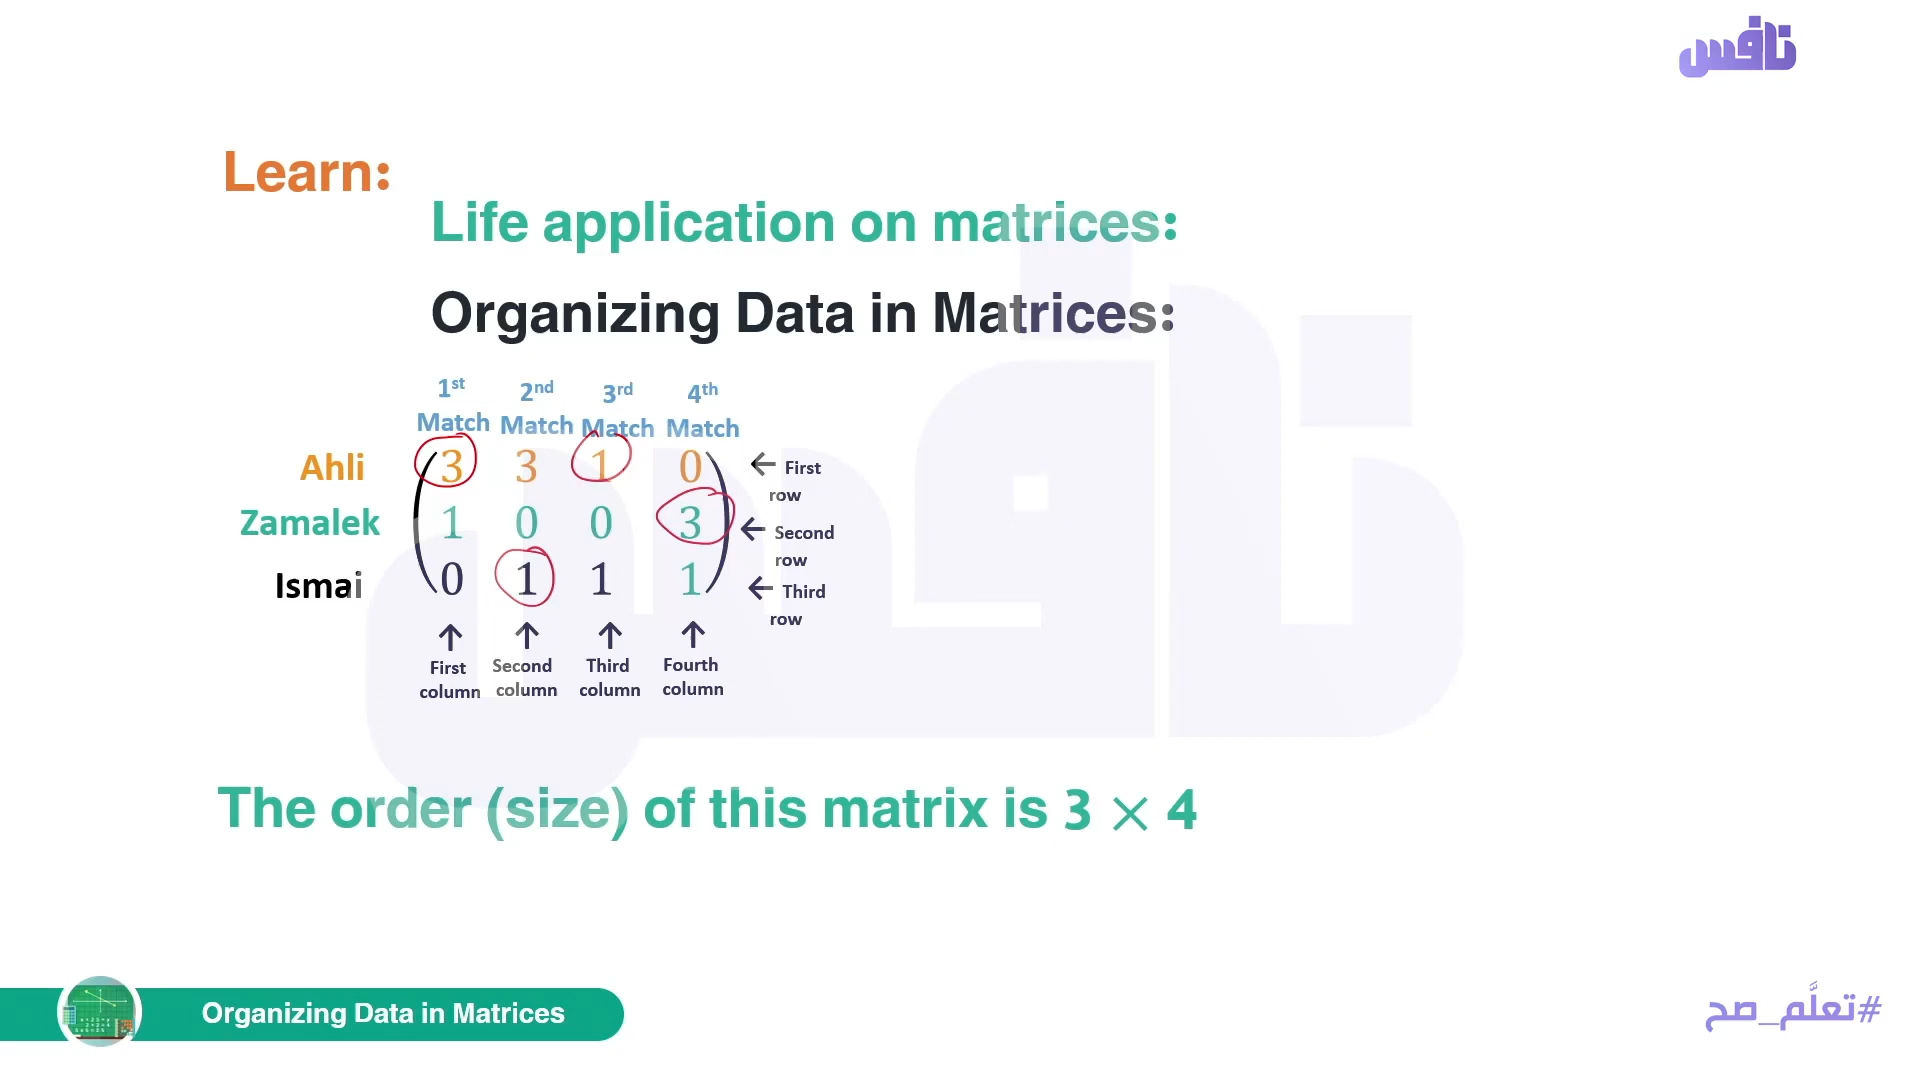 نافس
Learn:
Life application on matrices:
Organizing Data in Matrices:
1st Match 2nd Match 3rd Match 4th Match
Ahli 3 3 1 0 ← First row
Zamalek 1 0 0 3 ← Second row
Ismai 0 1 1 1 ← Third row
↑ ↑ ↑ ↑
First column Second column Third column Fourth column
The order (size) of this matrix is 3 × 4
Organizing Data in Matrices
#تعلَّم_صح